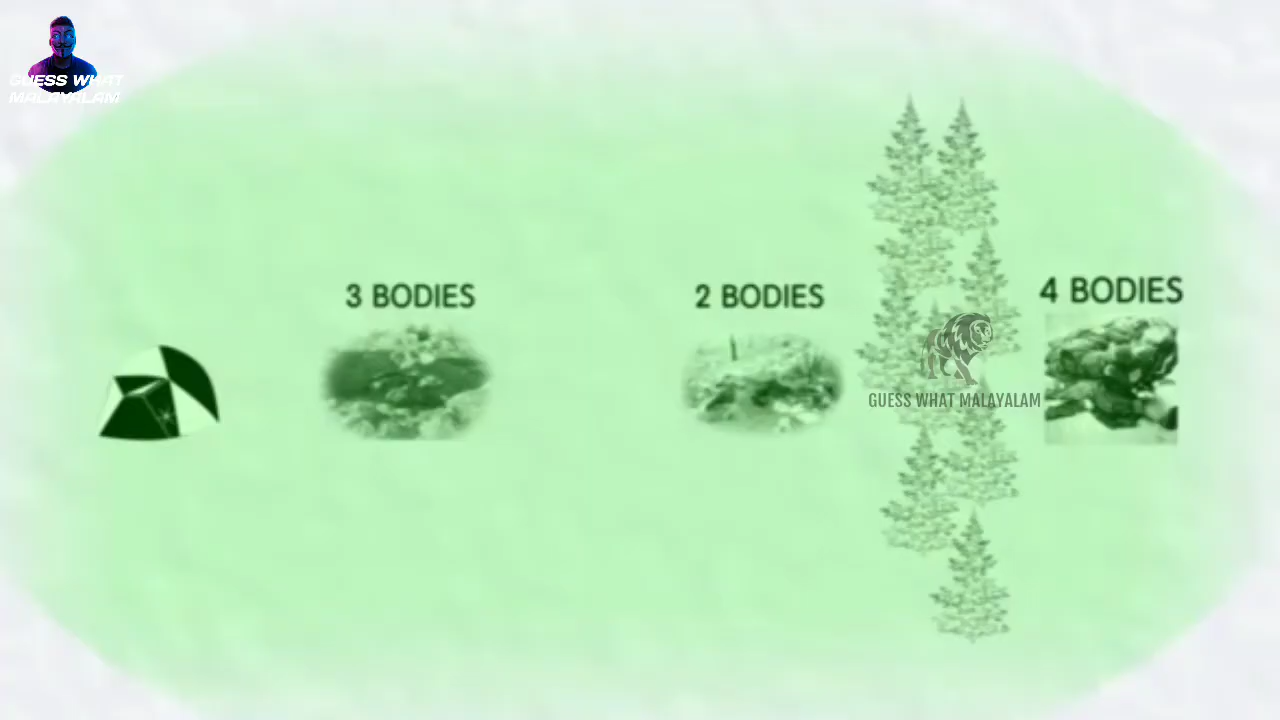 GUESS WHAT
MALAYALAM
3 BODIES
2 BODIES
4 BODIES
GUESS WHAT MALAYALAM